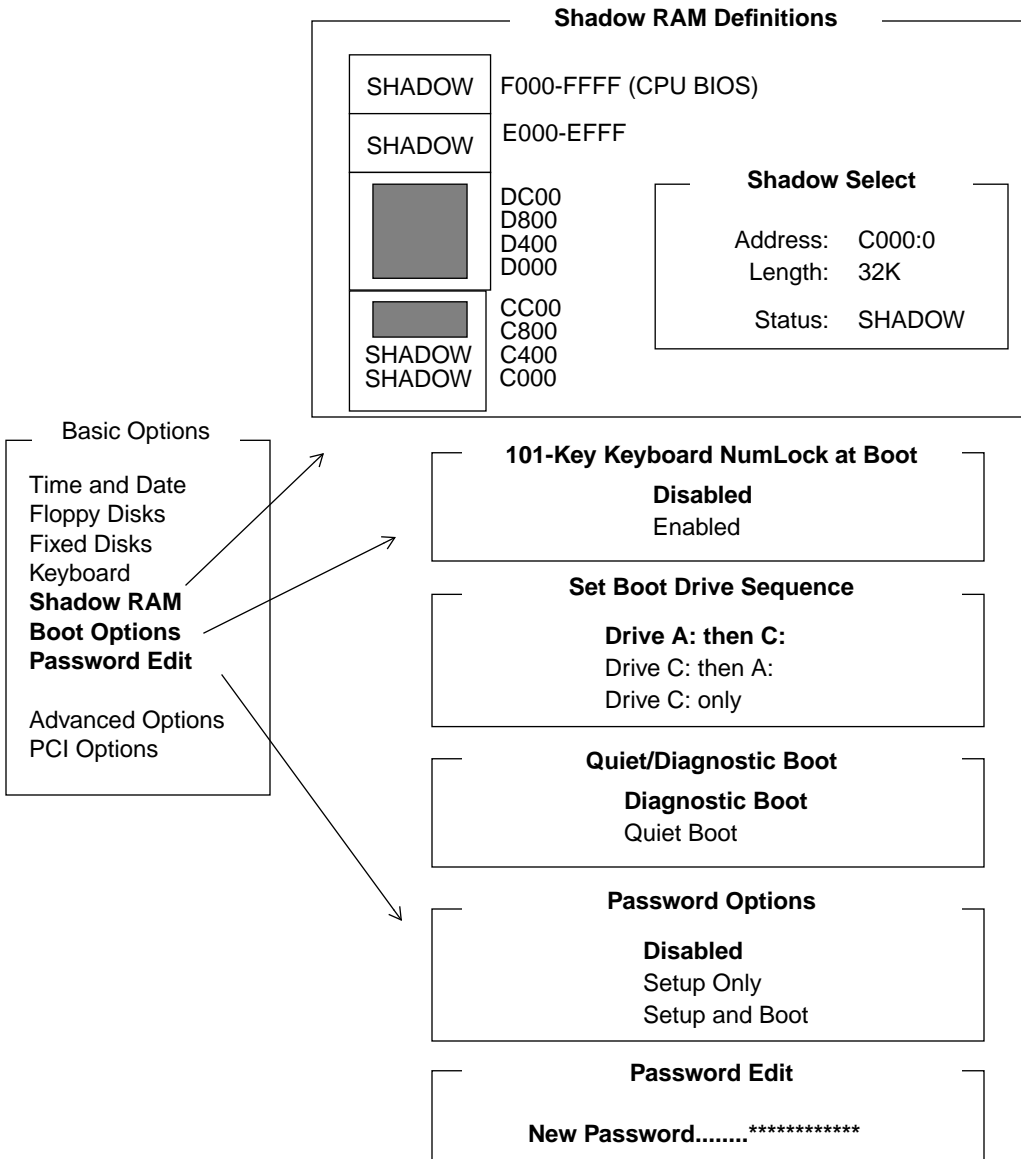 Shadow RAM Definitions
SHADOW F000-FFFF (CPU BIOS)
SHADOW E000-EFFF
DC00
D800
D400
D000
CC00
C800
SHADOW C400
SHADOW C000
Shadow Select
Address: C000:0
Length: 32K
Status: SHADOW
Basic Options
Time and Date
Floppy Disks
Fixed Disks
Keyboard
Shadow RAM
Boot Options
Password Edit
Advanced Options
PCI Options
101-Key Keyboard NumLock at Boot
Disabled
Enabled
Set Boot Drive Sequence
Drive A: then C:
Drive C: then A:
Drive C: only
Quiet/Diagnostic Boot
Diagnostic Boot
Quiet Boot
Password Options
Disabled
Setup Only
Setup and Boot
Password Edit
New Password........************